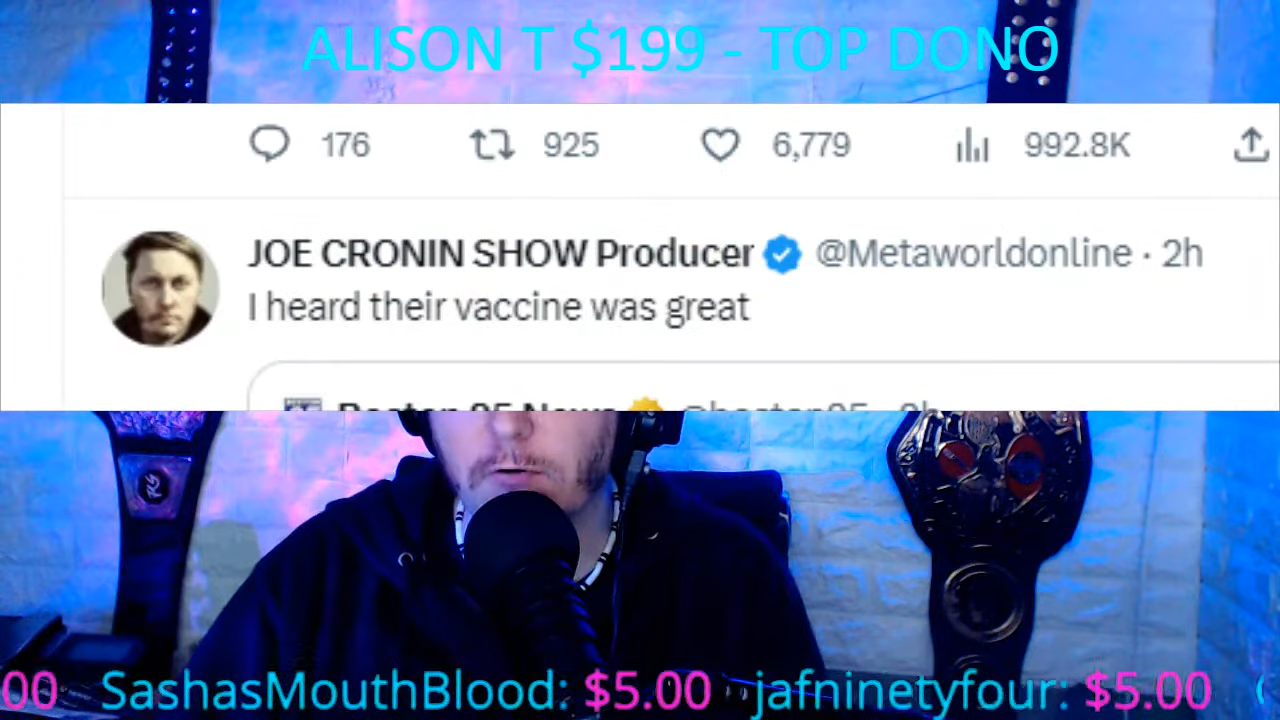 ALISON T $199 - TOP DONO
176 925 6,779 992.8K
JOE CRONIN SHOW Producer @Metaworldonline · 2h
I heard their vaccine was great
00 SashasMouthBlood: $5.00 jafninetyfour: $5.00